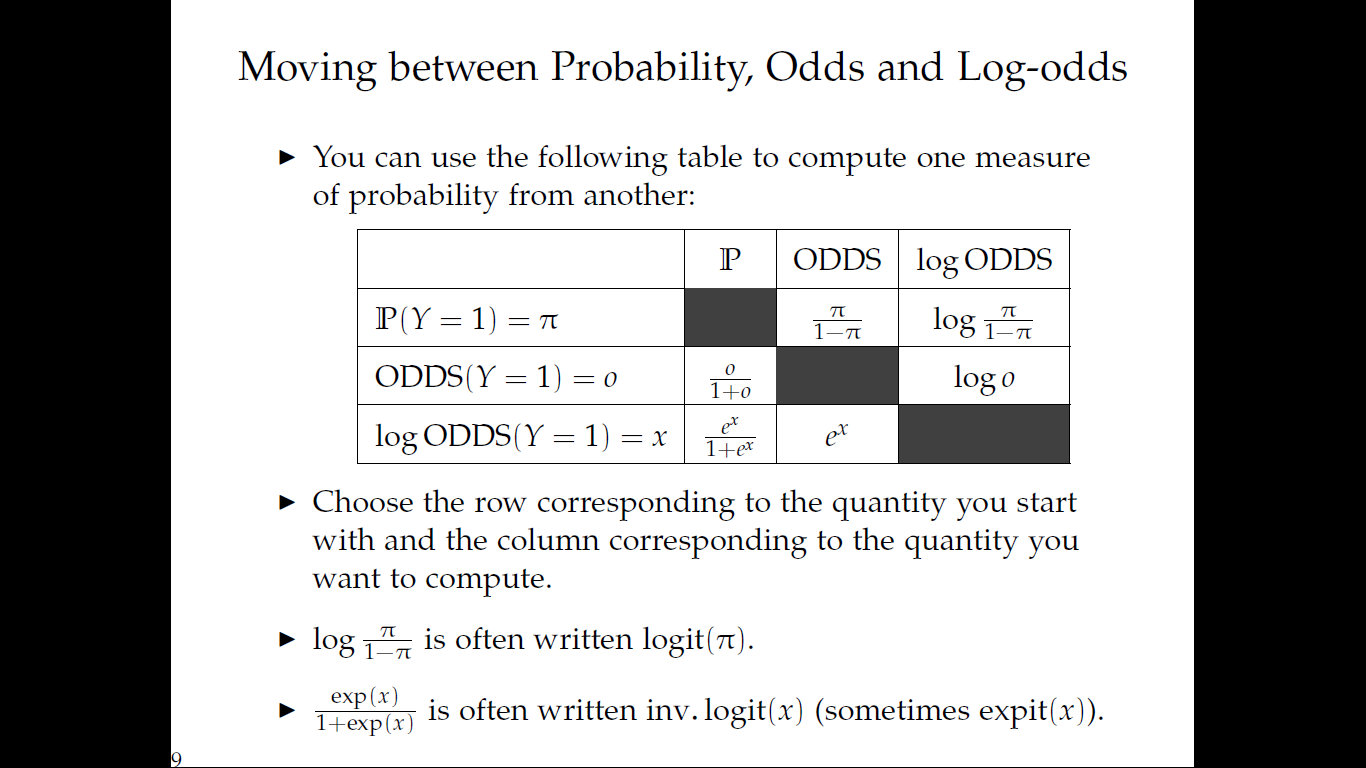 Moving between Probability, Odds and Log-odds
▶ You can use the following table to compute one measure
of probability from another:
ℙ ODDS log ODDS
ℙ(Y = 1) = π π/(1−π) log π/(1−π)
ODDS(Y = 1) = o o/(1+o) log o
log ODDS(Y = 1) = x eˣ/(1+eˣ) eˣ
▶ Choose the row corresponding to the quantity you start
with and the column corresponding to the quantity you
want to compute.
▶ log π/(1−π) is often written logit(π).
▶ exp(x)/(1+exp(x)) is often written inv. logit(x) (sometimes expit(x)).
9